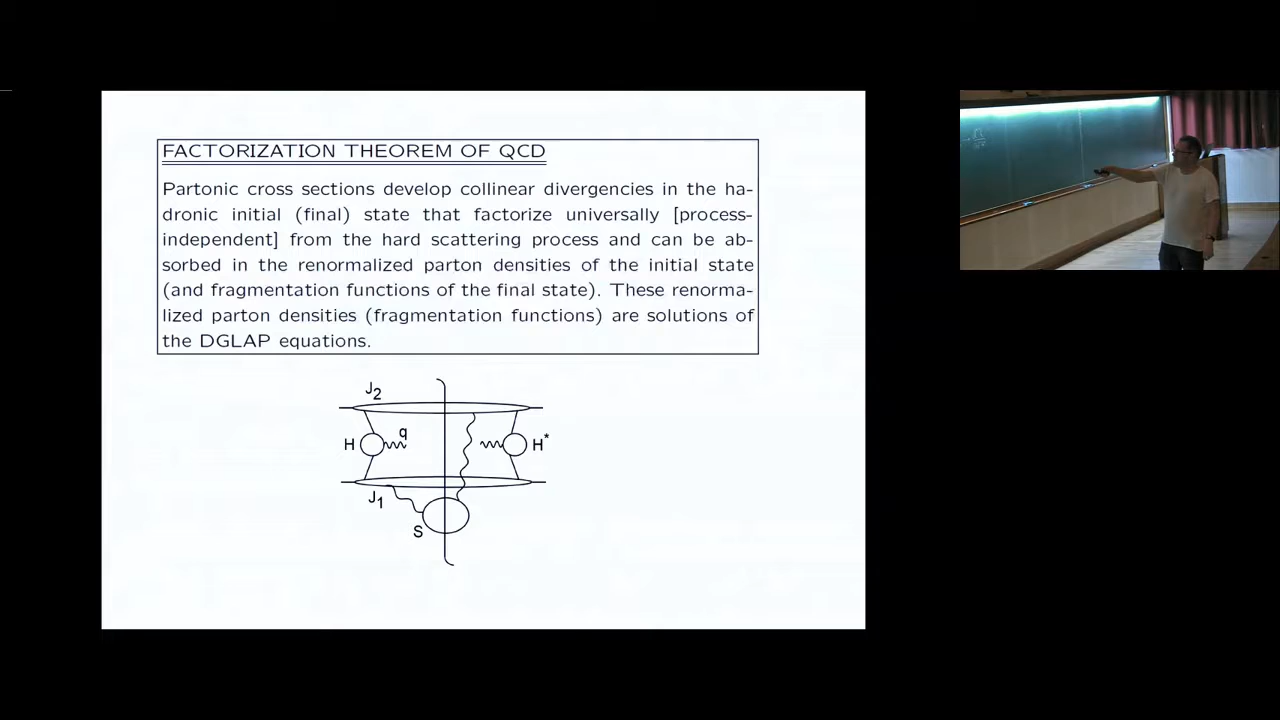 FACTORIZATION THEOREM OF QCD
Partonic cross sections develop collinear divergencies in the ha-
dronic initial (final) state that factorize universally [process-
independent] from the hard scattering process and can be ab-
sorbed in the renormalized parton densities of the initial state
(and fragmentation functions of the final state). These renorma-
lized parton densities (fragmentation functions) are solutions of
the DGLAP equations.
J2
H q H*
J1
S